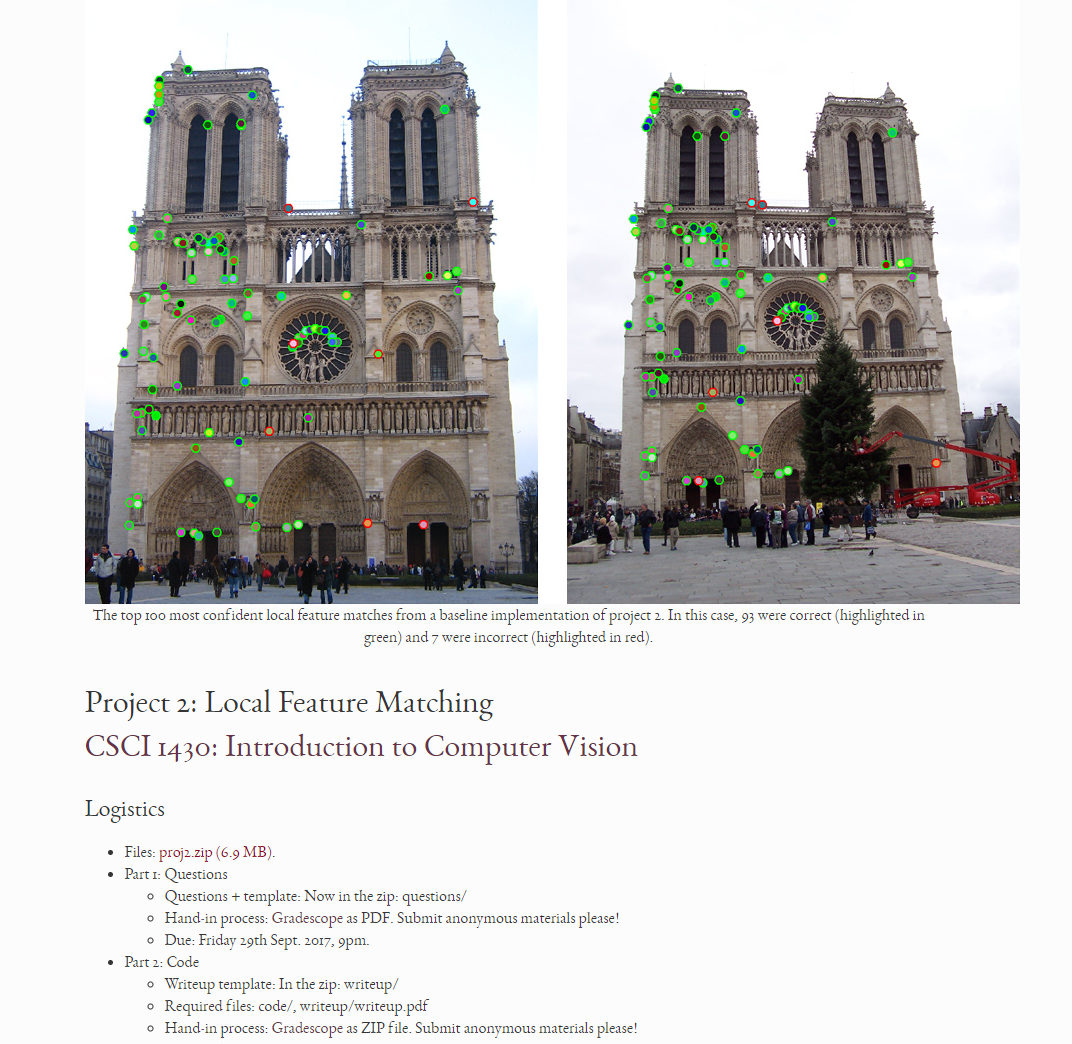 The top 100 most confident local feature matches from a baseline implementation of project 2. In this case, 93 were correct (highlighted in
green) and 7 were incorrect (highlighted in red).
Project 2: Local Feature Matching
CSCI 1430: Introduction to Computer Vision
Logistics
• Files: proj2.zip (6.9 MB).
• Part 1: Questions
◦ Questions + template: Now in the zip: questions/
◦ Hand-in process: Gradescope as PDF. Submit anonymous materials please!
◦ Due: Friday 29th Sept. 2017, 9pm.
• Part 2: Code
◦ Writeup template: In the zip: writeup/
◦ Required files: code/, writeup/writeup.pdf
◦ Hand-in process: Gradescope as ZIP file. Submit anonymous materials please!